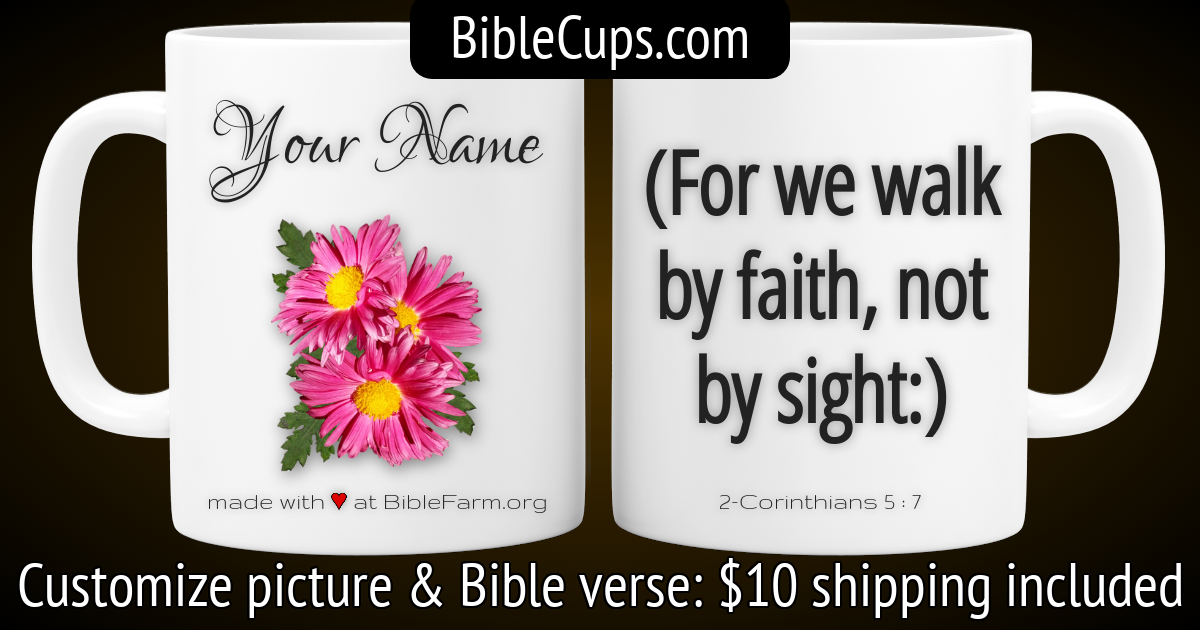 BibleCups.com
Your Name
made with ♥ at BibleFarm.org
(For we walk
by faith, not
by sight:)
2-Corinthians 5 : 7
Customize picture & Bible verse: $10 shipping included